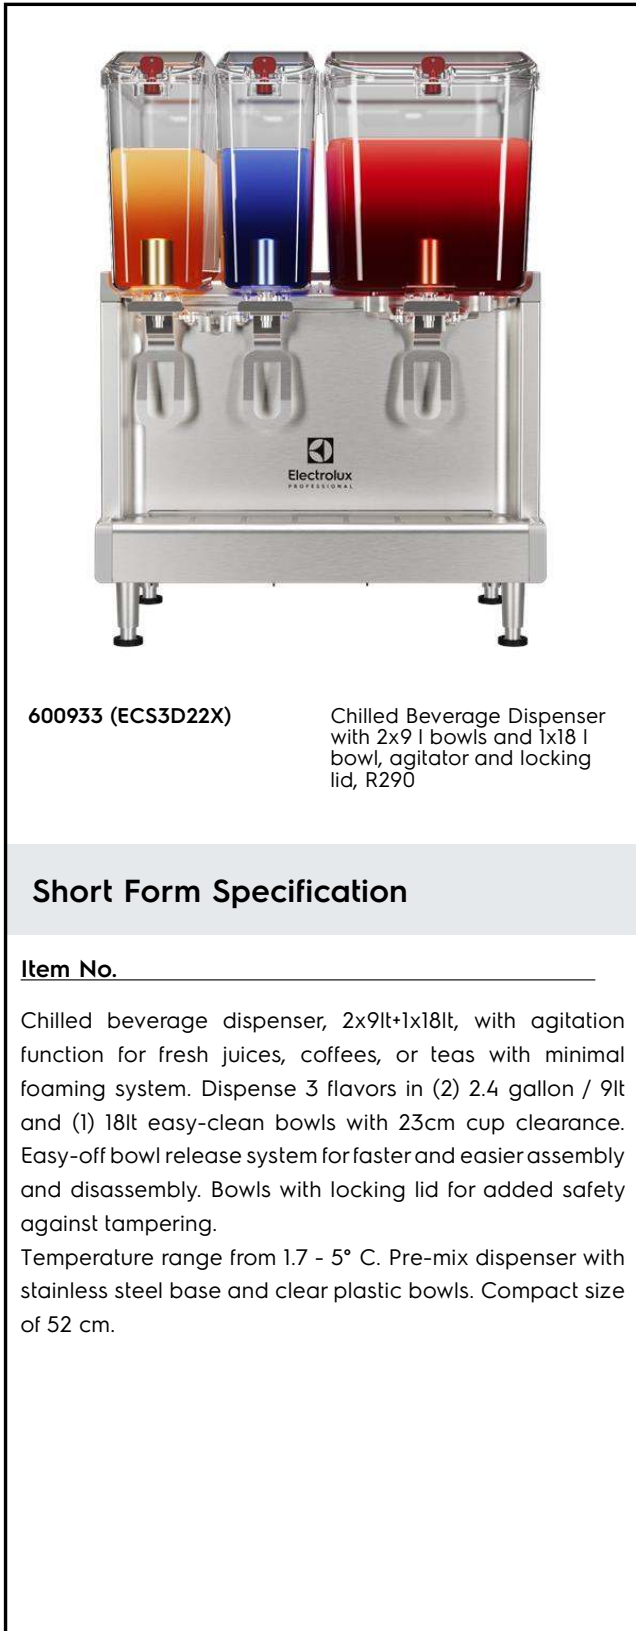 Electrolux
PROFESSIONAL
600933 (ECS3D22X)
Chilled Beverage Dispenser
with 2x9 l bowls and 1x18 l
bowl, agitator and locking
lid, R290
Short Form Specification
Item No.
Chilled beverage dispenser, 2x9lt+1x18lt, with agitation
function for fresh juices, coffees, or teas with minimal
foaming system. Dispense 3 flavors in (2) 2.4 gallon / 9lt
and (1) 18lt easy-clean bowls with 23cm cup clearance.
Easy-off bowl release system for faster and easier assembly
and disassembly. Bowls with locking lid for added safety
against tampering.
Temperature range from 1.7 - 5° C. Pre-mix dispenser with
stainless steel base and clear plastic bowls. Compact size
of 52 cm.